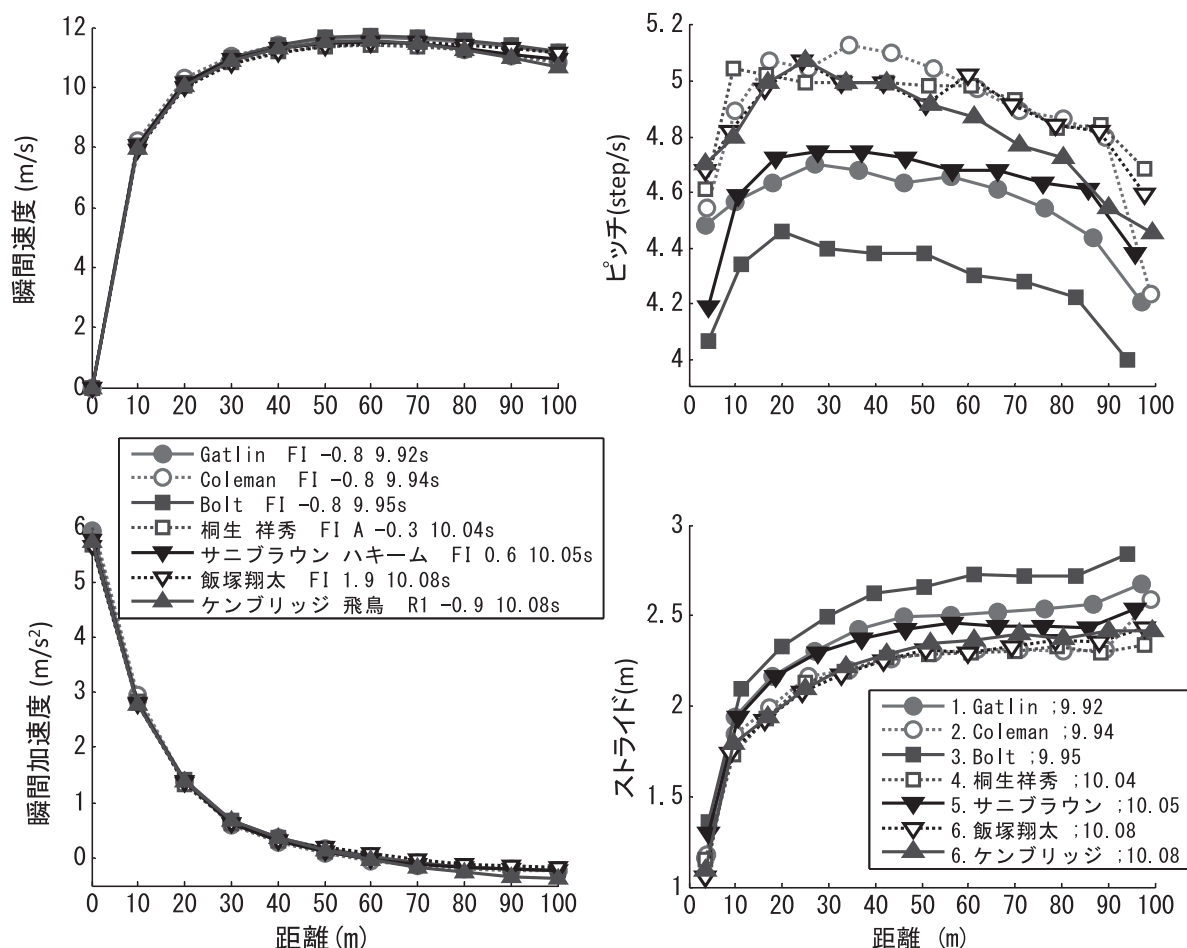 瞬間速度 (m/s)
12
10
8
6
4
2
0
0 10 20 30 40 50 60 70 80 90 100
ピッチ(step/s)
5.2
5
4.8
4.6
4.4
4.2
4
0 10 20 30 40 50 60 70 80 90 100
Gatlin FI -0.8 9.92s
Coleman FI -0.8 9.94s
Bolt FI -0.8 9.95s
桐生 祥秀 FI A -0.3 10.04s
サニブラウン ハキーム FI 0.6 10.05s
飯塚翔太 FI 1.9 10.08s
ケンブリッジ 飛鳥 R1 -0.9 10.08s
瞬間加速度 (m/s²)
6
5
4
3
2
1
0
0 10 20 30 40 50 60 70 80 90 100
距離(m)
ストライド(m)
3
2.5
2
1.5
1
1.Gatlin ;9.92
2.Coleman ;9.94
3.Bolt ;9.95
4.桐生祥秀 ;10.04
5.サニブラウン ;10.05
6.飯塚翔太 ;10.08
6.ケンブリッジ ;10.08
0 10 20 30 40 50 60 70 80 90 100
距離 (m)